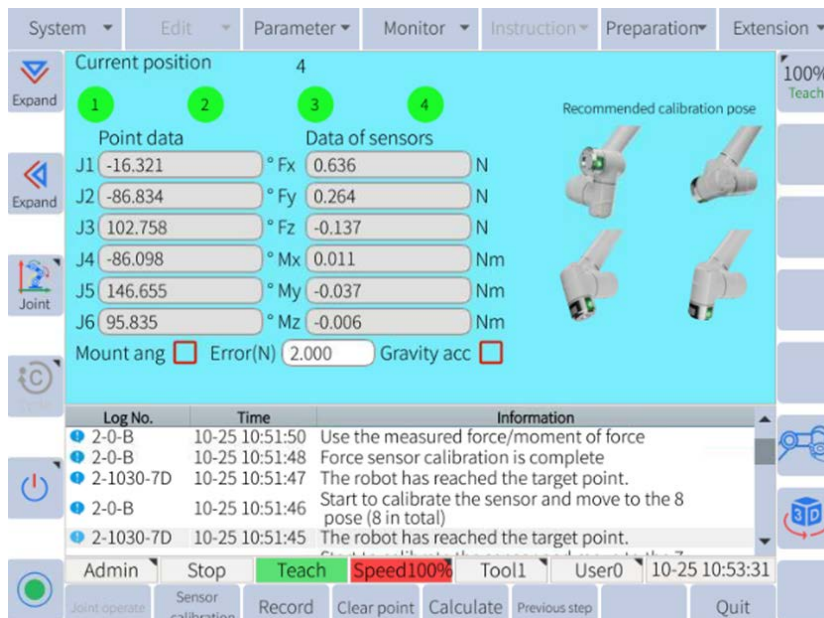 System Edit Parameter Monitor Instruction Preparation Extension
Current position 4
100%
Teach
Expand
1 2 3 4
Recommended calibration pose
Point data Data of sensors
J1 -16.321 ° Fx 0.636 N
J2 -86.834 ° Fy 0.264 N
Expand
J3 102.758 ° Fz -0.137 N
J4 -86.098 ° Mx 0.011 Nm
J5 146.655 ° My -0.037 Nm
Joint
J6 95.835 ° Mz -0.006 Nm
Mount ang Error(N) 2.000 Gravity acc
Log No. Time Information
2-0-B 10-25 10:51:50 Use the measured force/moment of force
2-0-B 10-25 10:51:48 Force sensor calibration is complete
2-1030-7D 10-25 10:51:47 The robot has reached the target point.
2-0-B 10-25 10:51:46 Start to calibrate the sensor and move to the 8
pose (8 in total)
2-1030-7D 10-25 10:51:45 The robot has reached the target point.
3D
Admin Stop Teach Speed100% Tool1 User0 10-25 10:53:31
Joint operate Sensor calibration Record Clear point Calculate Previous step Quit